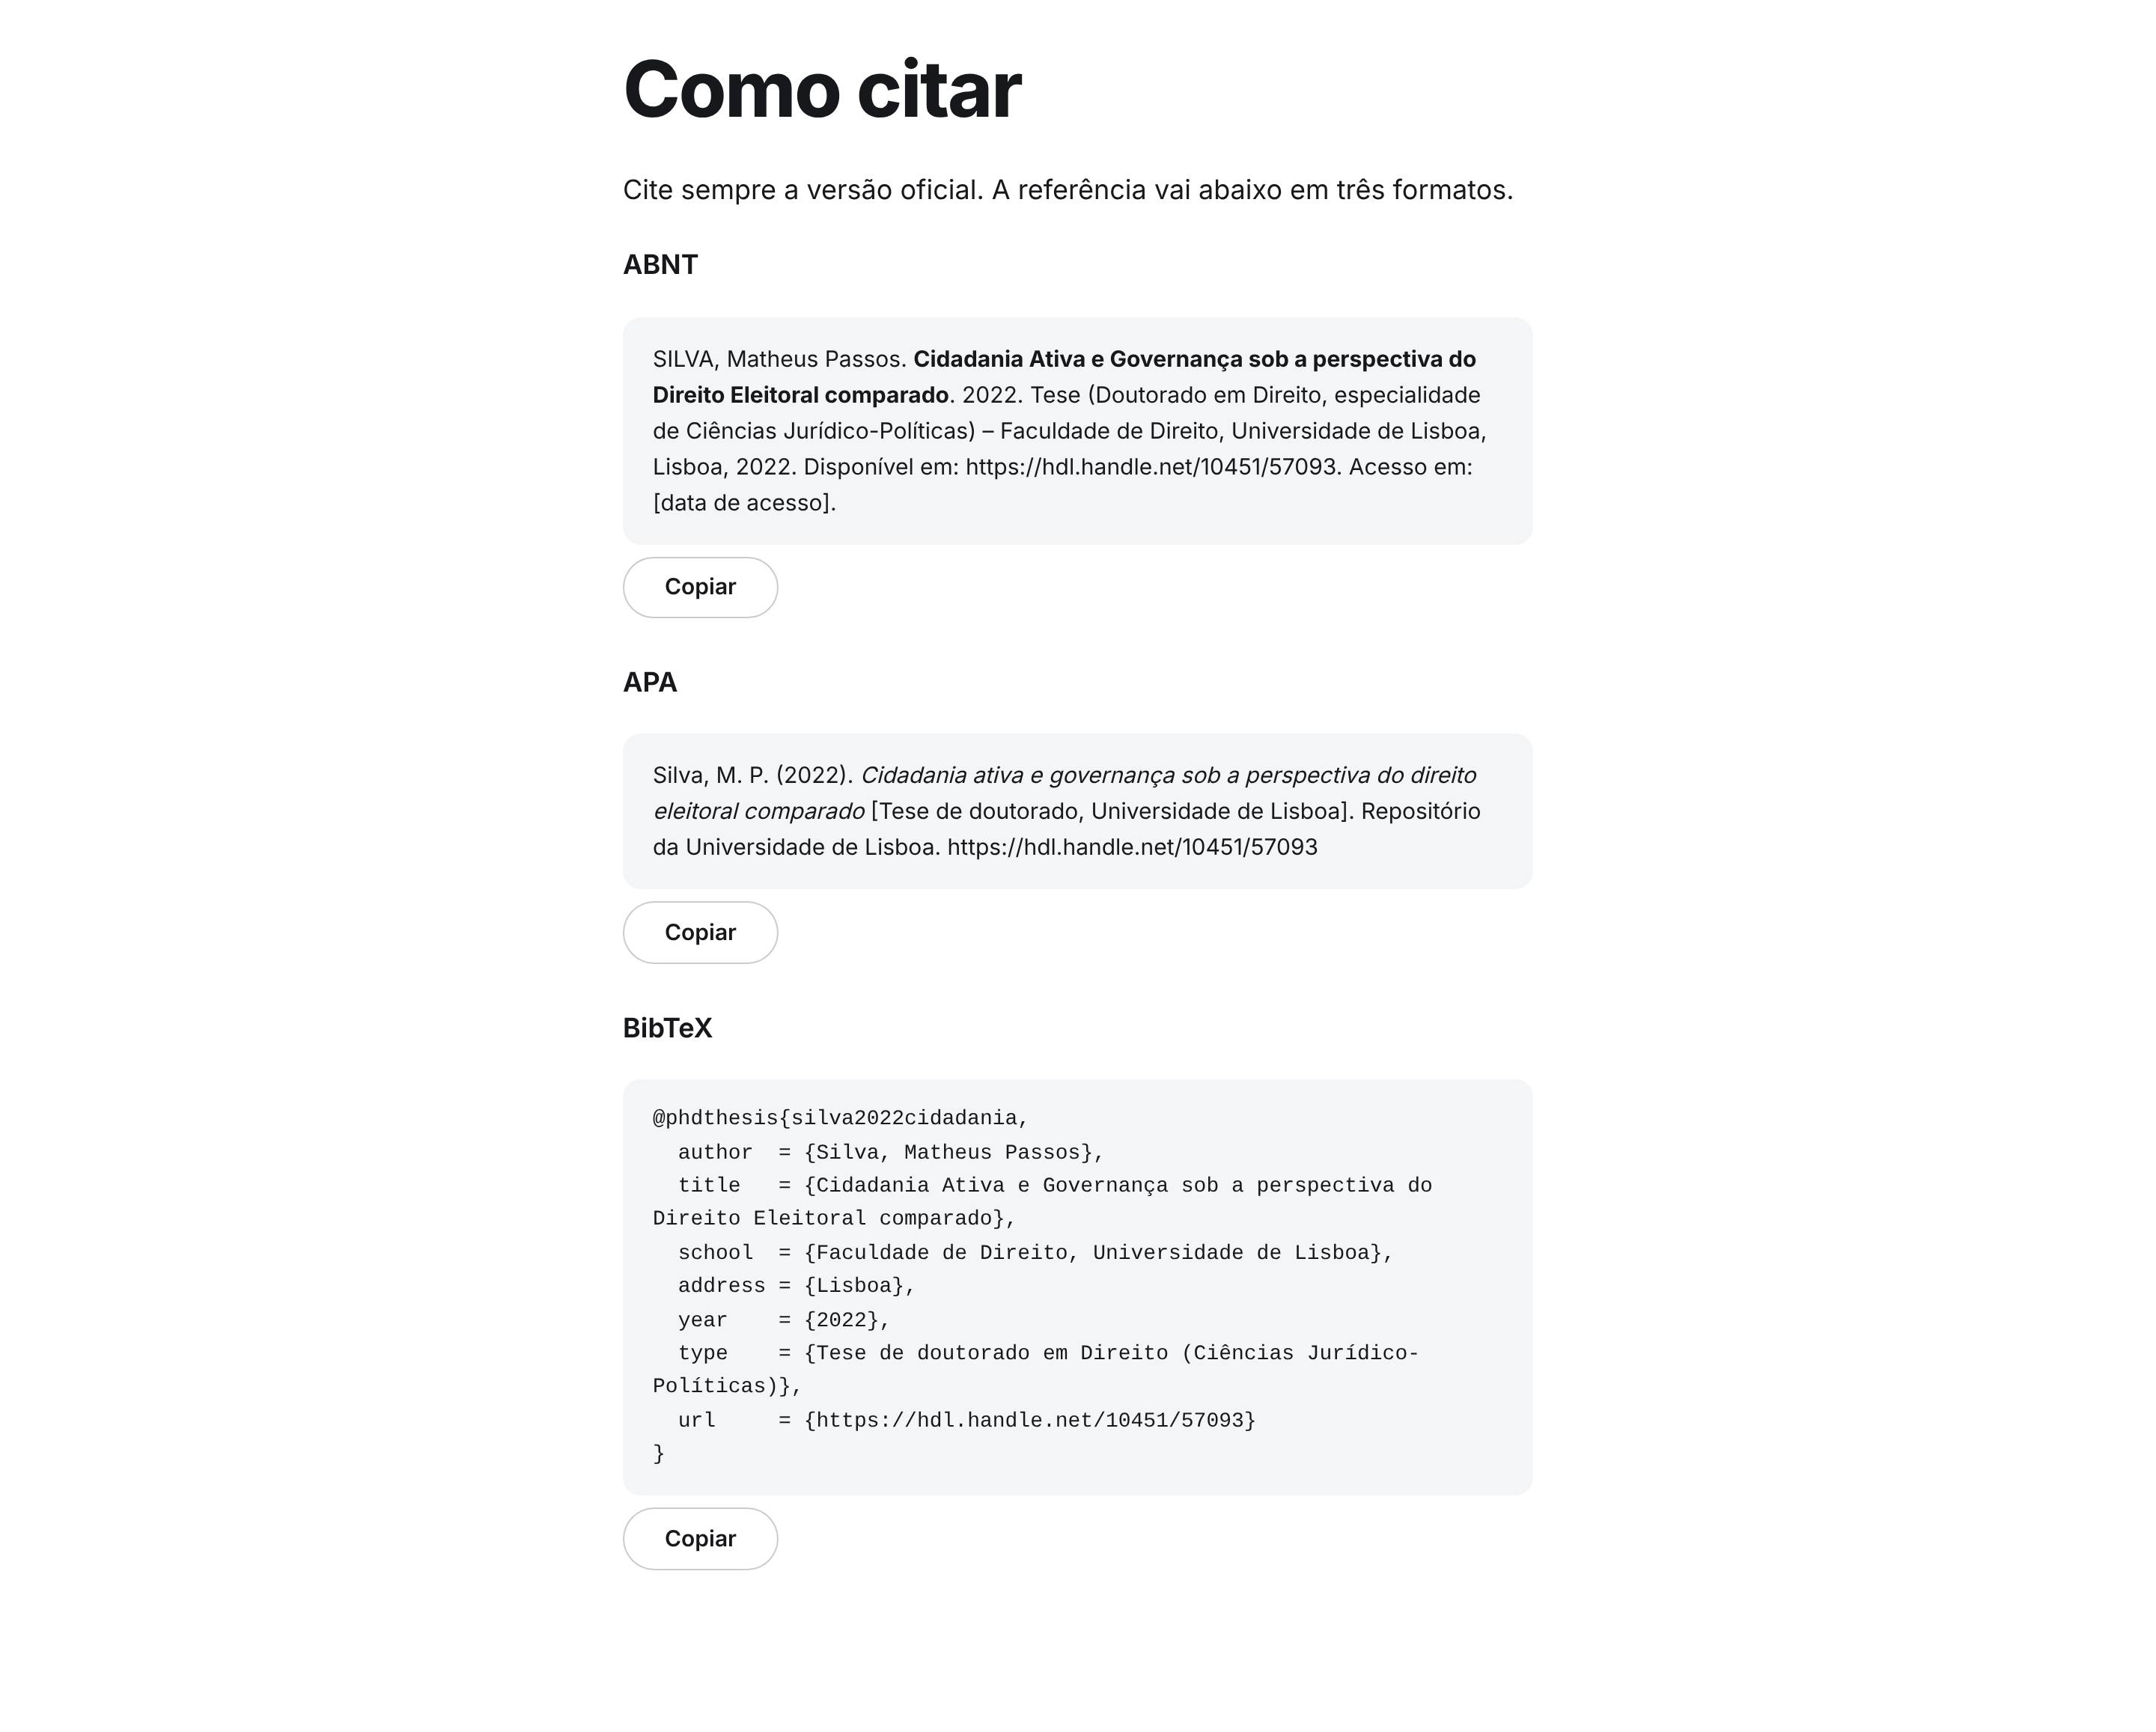 Como citar
Cite sempre a versão oficial. A referência vai abaixo em três formatos.
ABNT
SILVA, Matheus Passos. Cidadania Ativa e Governança sob a perspectiva do
Direito Eleitoral comparado. 2022. Tese (Doutorado em Direito, especialidade
de Ciências Jurídico-Políticas) – Faculdade de Direito, Universidade de Lisboa,
Lisboa, 2022. Disponível em: https://hdl.handle.net/10451/57093. Acesso em:
[data de acesso].
Copiar
APA
Silva, M. P. (2022). Cidadania ativa e governança sob a perspectiva do direito
eleitoral comparado [Tese de doutorado, Universidade de Lisboa]. Repositório
da Universidade de Lisboa. https://hdl.handle.net/10451/57093
Copiar
BibTeX
@phdthesis{silva2022cidadania,
  author  = {Silva, Matheus Passos},
  title   = {Cidadania Ativa e Governança sob a perspectiva do
Direito Eleitoral comparado},
  school  = {Faculdade de Direito, Universidade de Lisboa},
  address = {Lisboa},
  year    = {2022},
  type    = {Tese de doutorado em Direito (Ciências Jurídico-
Políticas)},
  url     = {https://hdl.handle.net/10451/57093}
}
Copiar